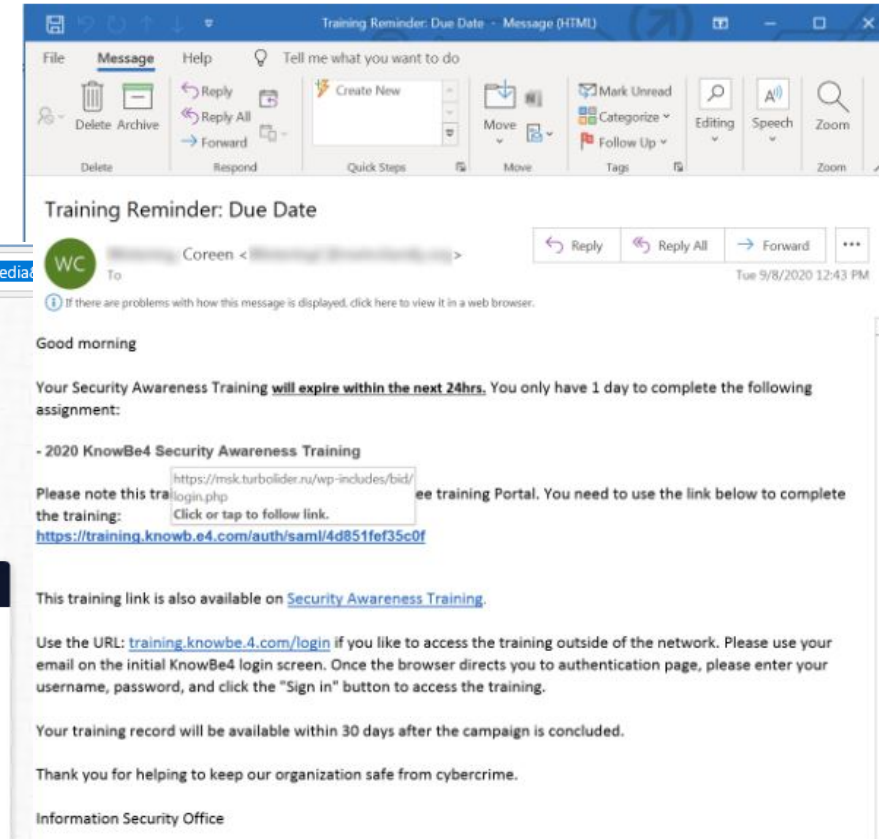 Training Reminder: Due Date - Message (HTML)
File Message Help Tell me what you want to do
Delete Archive
Reply
Reply All
Forward
Create New
Move
Mark Unread
Categorize
Follow Up
Editing
Speech
Zoom
Delete Respond Quick Steps Move Tags Zoom
Training Reminder: Due Date
WC
Coreen < >
To
Reply Reply All Forward ...
Tue 9/8/2020 12:43 PM
If there are problems with how this message is displayed, click here to view it in a web browser.
edia&
Good morning
Your Security Awareness Training will expire within the next 24hrs. You only have 1 day to complete the following
assignment:
- 2020 KnowBe4 Security Awareness Training
https://msk.turbolider.ru/wp-includes/bid/
login.php
Click or tap to follow link.
Please note this tra ee training Portal. You need to use the link below to complete
the training:
https://training.knowb.e4.com/auth/saml/4d851fef35c0f
This training link is also available on Security Awareness Training.
Use the URL: training.knowbe.4.com/login if you like to access the training outside of the network. Please use your
email on the initial KnowBe4 login screen. Once the browser directs you to authentication page, please enter your
username, password, and click the "Sign in" button to access the training.
Your training record will be available within 30 days after the campaign is concluded.
Thank you for helping to keep our organization safe from cybercrime.
Information Security Office